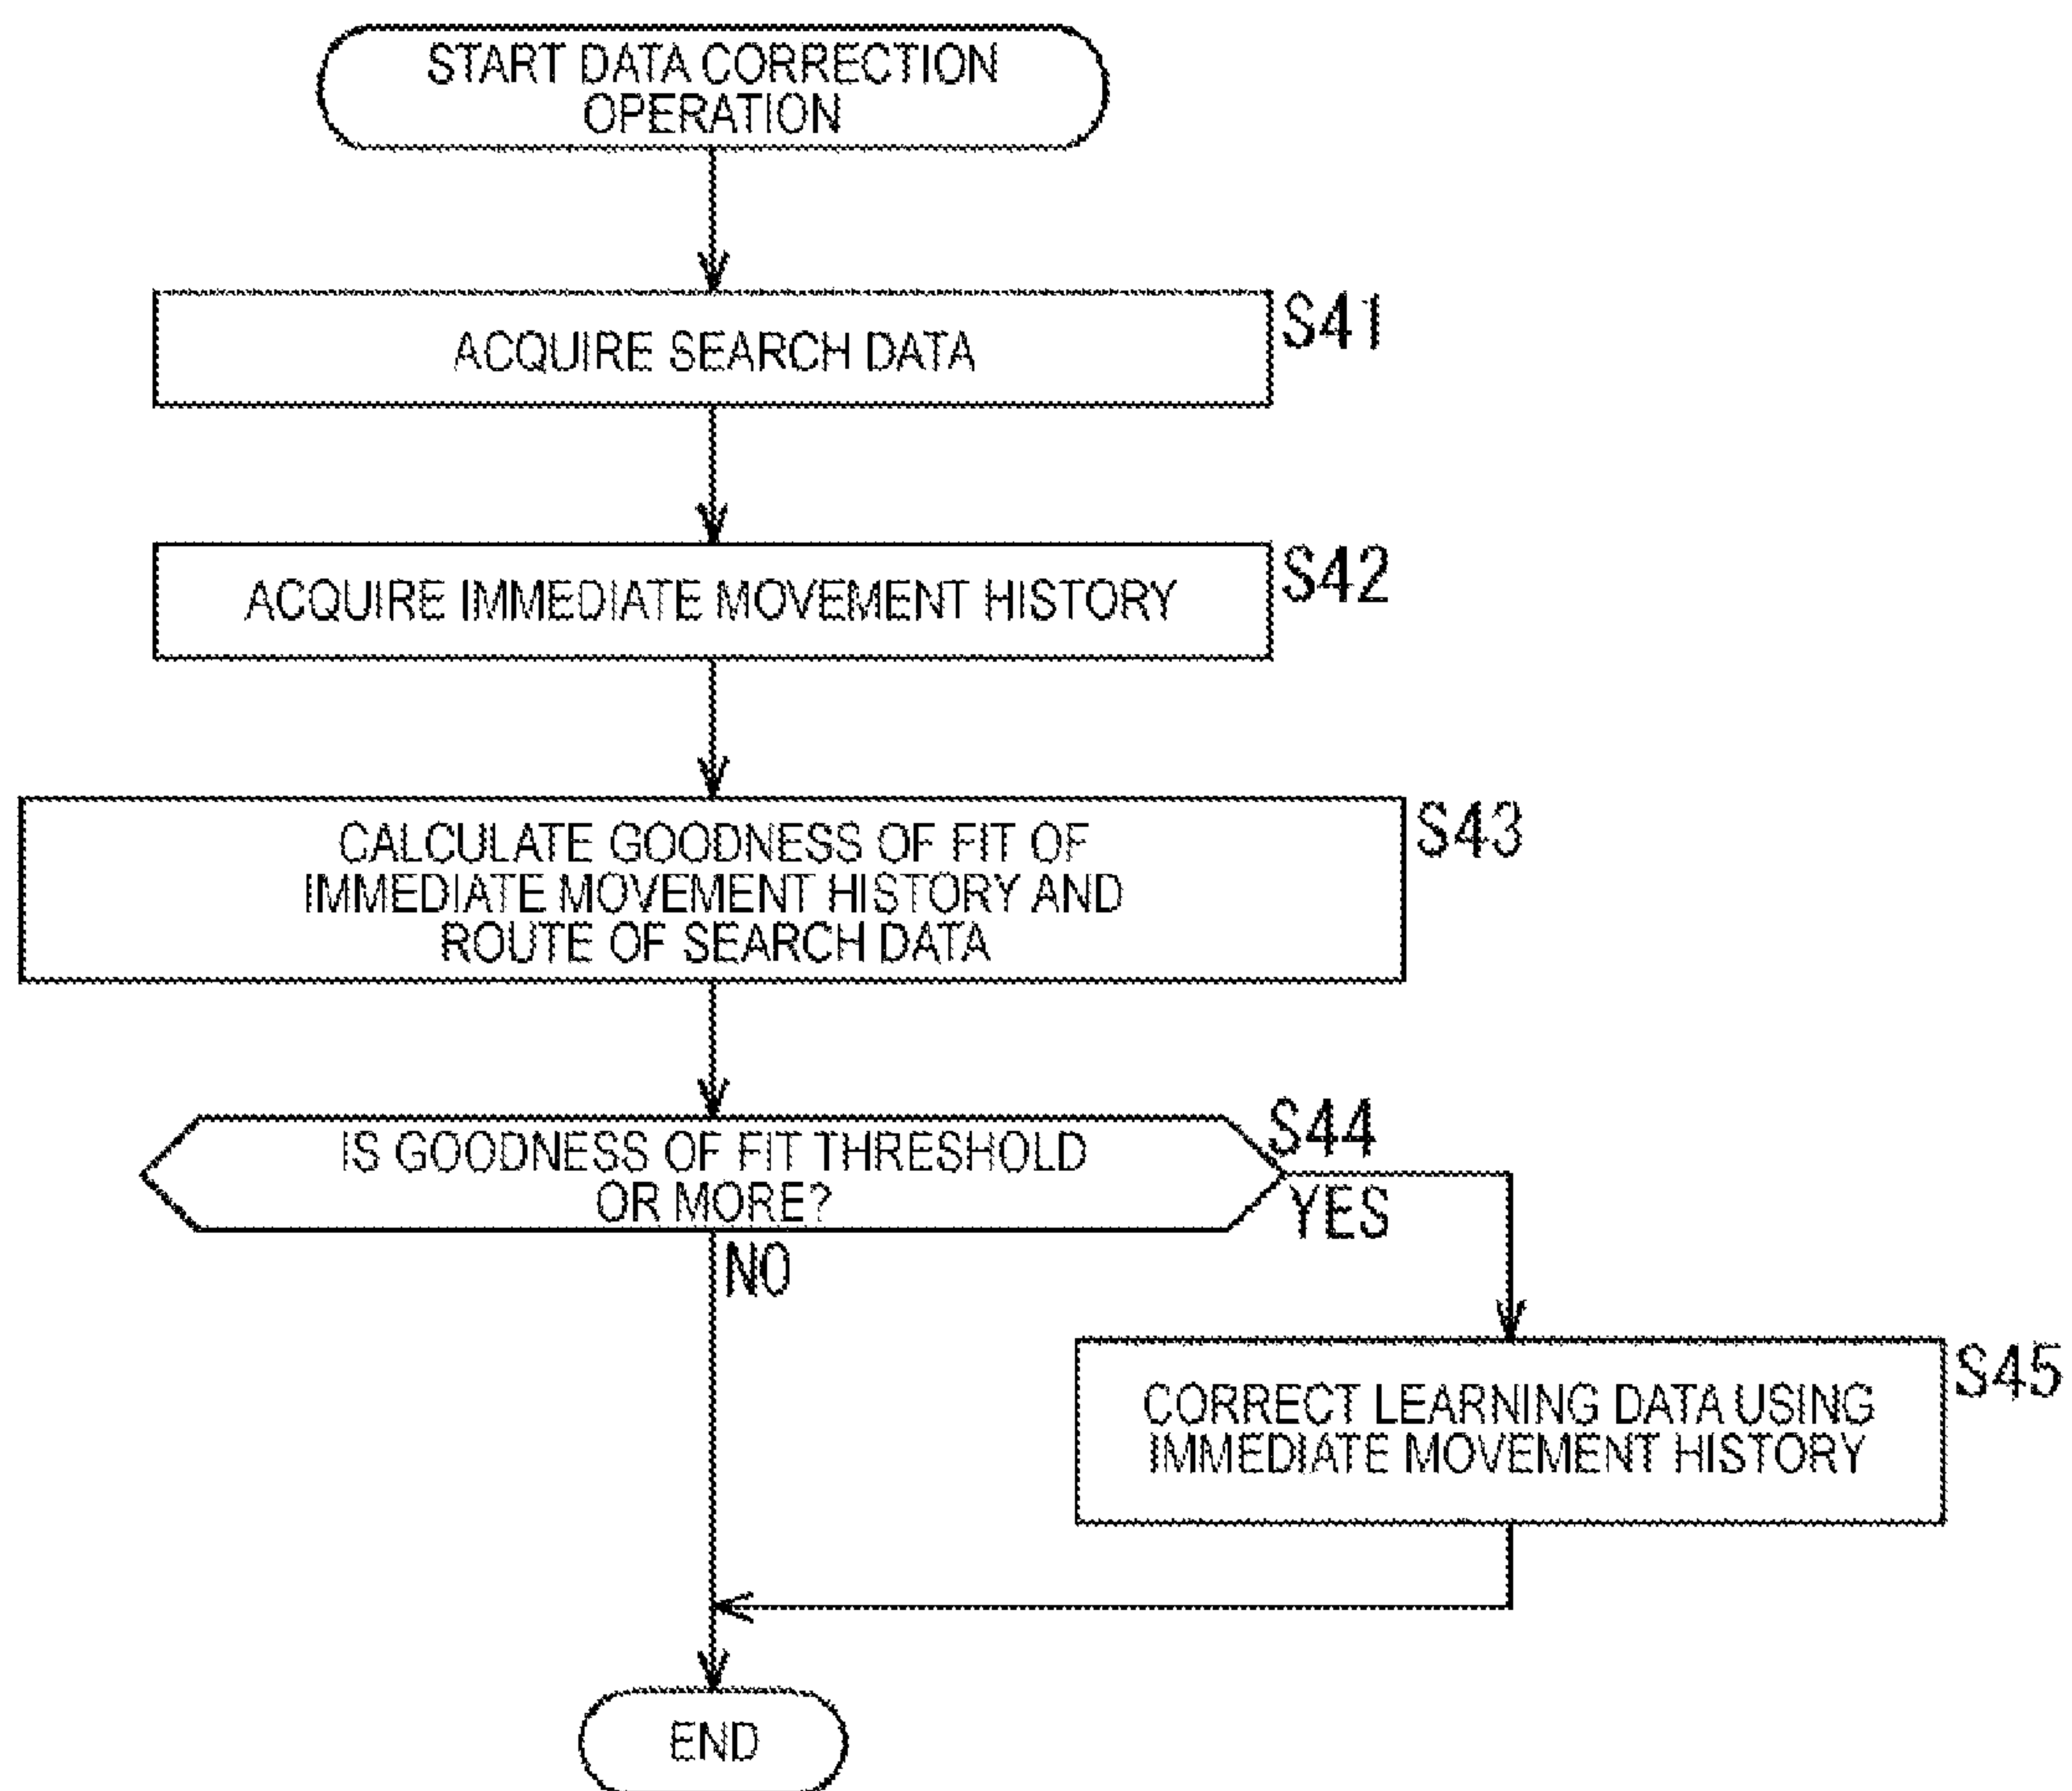 START DATA CORRECTION
OPERATION
ACQUIRE SEARCH DATA
S41
ACQUIRE IMMEDIATE MOVEMENT HISTORY
S42
CALCULATE GOODNESS OF FIT OF
IMMEDIATE MOVEMENT HISTORY AND
ROUTE OF SEARCH DATA
S43
IS GOODNESS OF FIT THRESHOLD
OR MORE?
S44
YES
NO
CORRECT LEARNING DATA USING
IMMEDIATE MOVEMENT HISTORY
S45
END